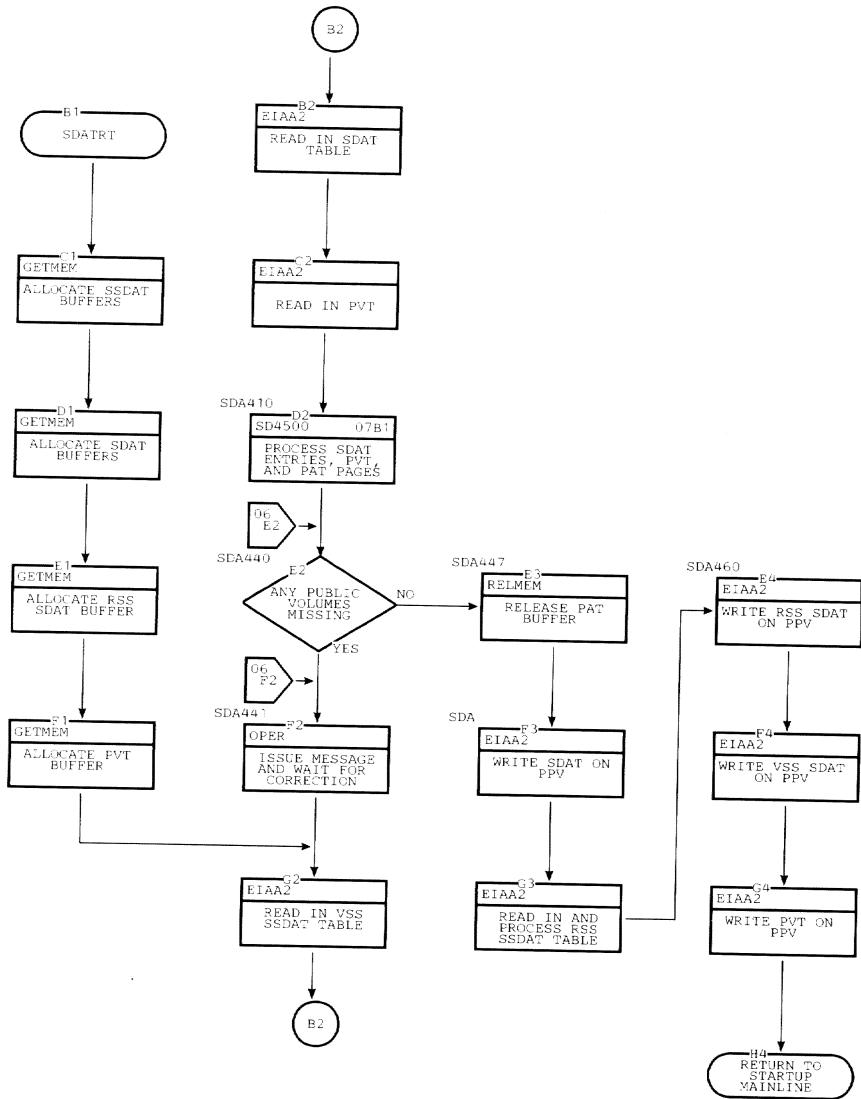 B1
SDATRT
C1
GETMEM
ALLOCATE SSDAT
BUFFERS
D1
GETMEM
ALLOCATE SDAT
BUFFERS
E1
GETMEM
ALLOCATE RSS
SDAT BUFFER
F1
GETMEM
ALLOCATE PVT
BUFFER
B2
B2
EIAA2
READ IN SDAT
TABLE
C2
EIAA2
READ IN PVT
SDA410
D2
SD4500 07B1
PROCESS SDAT
ENTRIES, PVT,
AND PAT PAGES
06
E2
SDA440
E2
ANY PUBLIC
VOLUMES
MISSING
NO
YES
06
F2
SDA441
F2
OPER
ISSUE MESSAGE
AND WAIT FOR
CORRECTION
G2
EIAA2
READ IN VSS
SSDAT TABLE
B2
SDA447
E3
RELMEM
RELEASE PAT
BUFFER
SDA
F3
EIAA2
WRITE SDAT ON
PPV
G3
EIAA2
READ IN AND
PROCESS RSS
SSDAT TABLE
SDA460
E4
EIAA2
WRITE RSS SDAT
ON PPV
F4
EIAA2
WRITE VSS SDAT
ON PPV
G4
EIAA2
WRITE PVT ON
PPV
H4
RETURN TO
STARTUP
MAINLINE